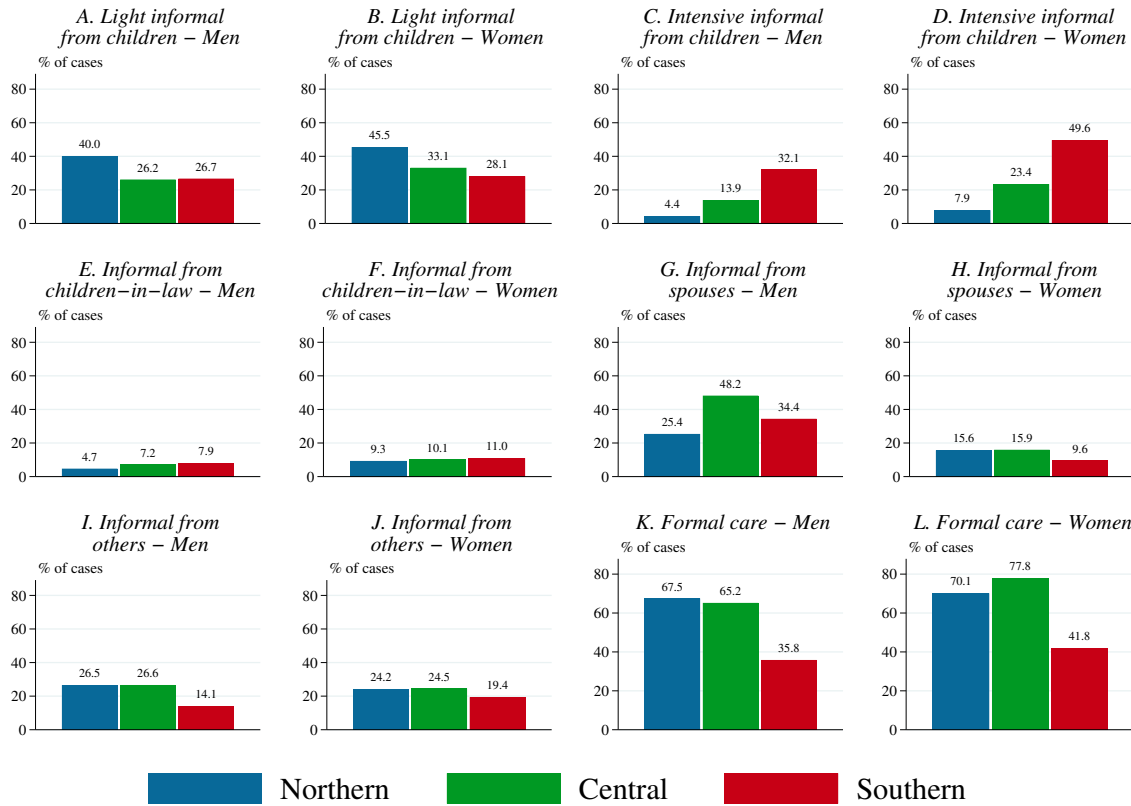 A. Light informal
from children − Men
% of cases
80
60
40
20
0
40.0
26.2
26.7
B. Light informal
from children − Women
% of cases
80
60
40
20
0
45.5
33.1
28.1
C. Intensive informal
from children − Men
% of cases
80
60
40
20
0
4.4
13.9
32.1
D. Intensive informal
from children − Women
% of cases
80
60
40
20
0
7.9
23.4
49.6
E. Informal from
children−in−law − Men
% of cases
80
60
40
20
0
4.7
7.2
7.9
F. Informal from
children−in−law − Women
% of cases
80
60
40
20
0
9.3
10.1
11.0
G. Informal from
spouses − Men
% of cases
80
60
40
20
0
25.4
48.2
34.4
H. Informal from
spouses − Women
% of cases
80
60
40
20
0
15.6
15.9
9.6
I. Informal from
others − Men
% of cases
80
60
40
20
0
26.5
26.6
14.1
J. Informal from
others − Women
% of cases
80
60
40
20
0
24.2
24.5
19.4
K. Formal care − Men
% of cases
80
60
40
20
0
67.5
65.2
35.8
L. Formal care − Women
% of cases
80
60
40
20
0
70.1
77.8
41.8
Northern
Central
Southern